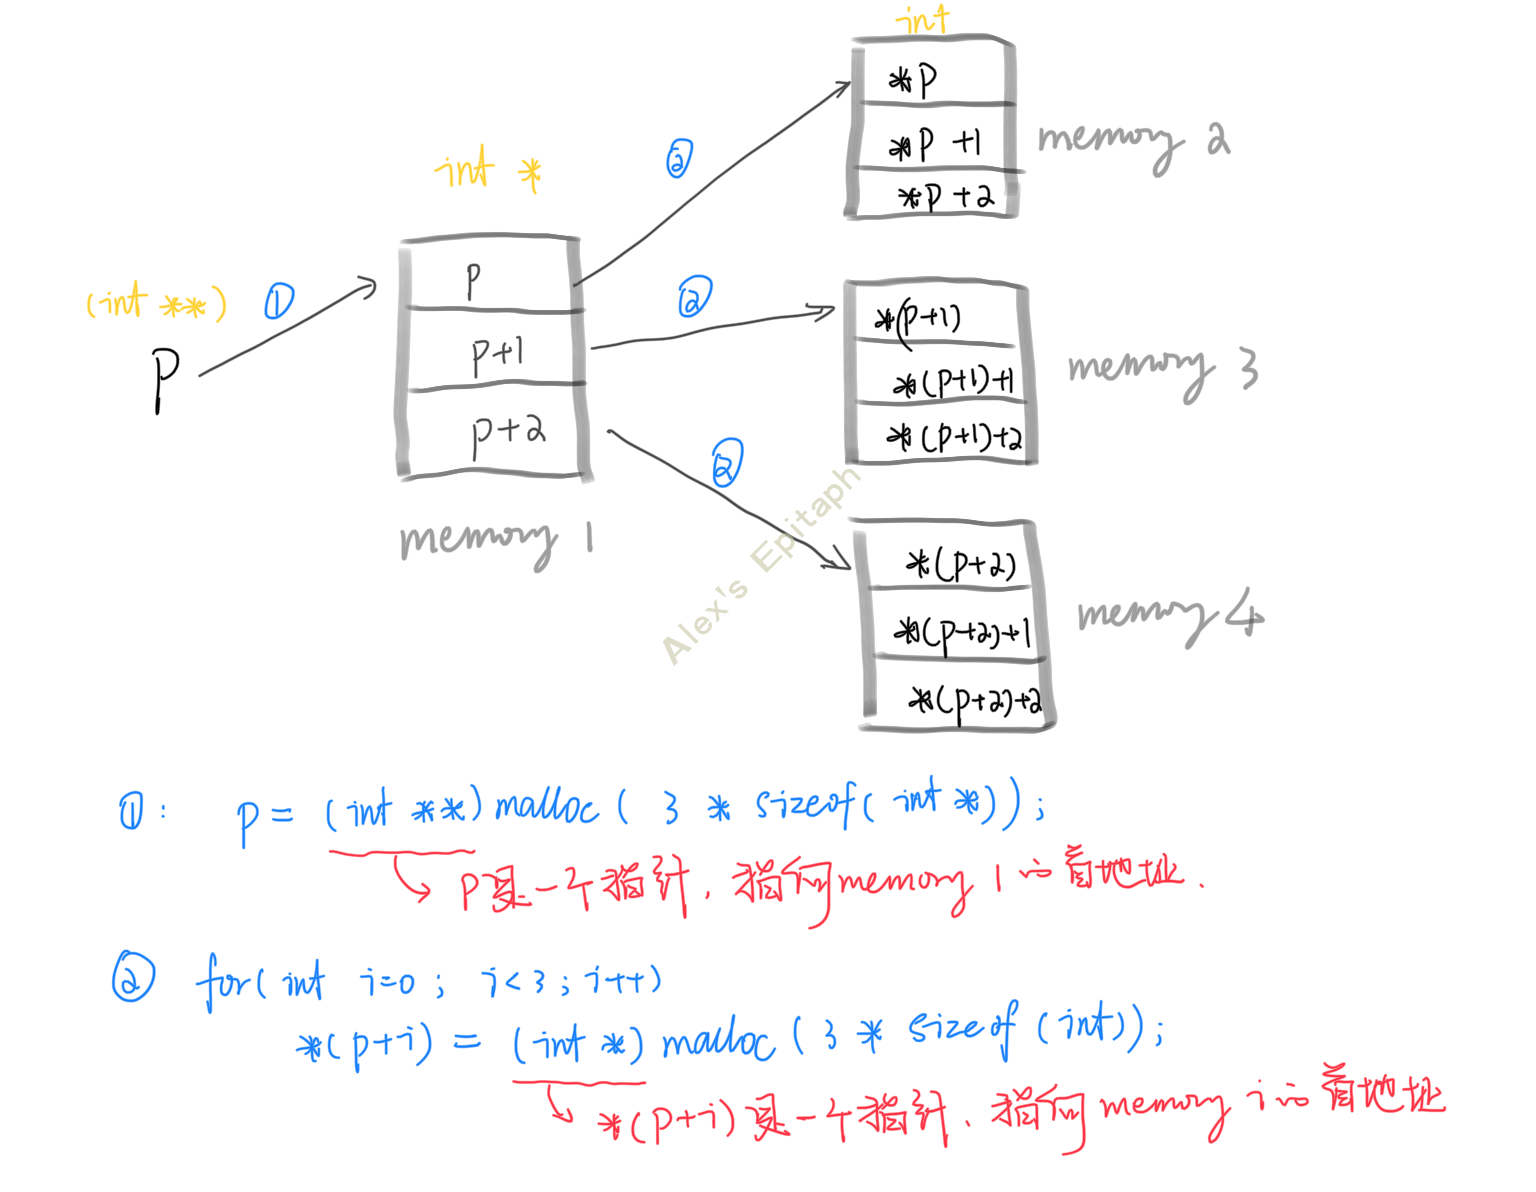 int
*p
*p +1
*p +2
memory 2
int *
②
p
p+1
p+2
memory 1
(int **)
①
p
②
*(p+1)
*(p+1)+1
*(p+1)+2
memory 3
②
*(p+2)
*(p+2)+1
*(p+2)+2
memory 4
Alex's Epitaph
①: p = (int **) malloc ( 3 * sizeof( int *));
p是一个指针, 指向memory 1 的首地址.
② for( int i=0 ; i<3 ; i++)
*(p+i) = (int *) malloc ( 3 * sizeof (int));
*(p+i) 是一个指针, 指向 memory i的首地址